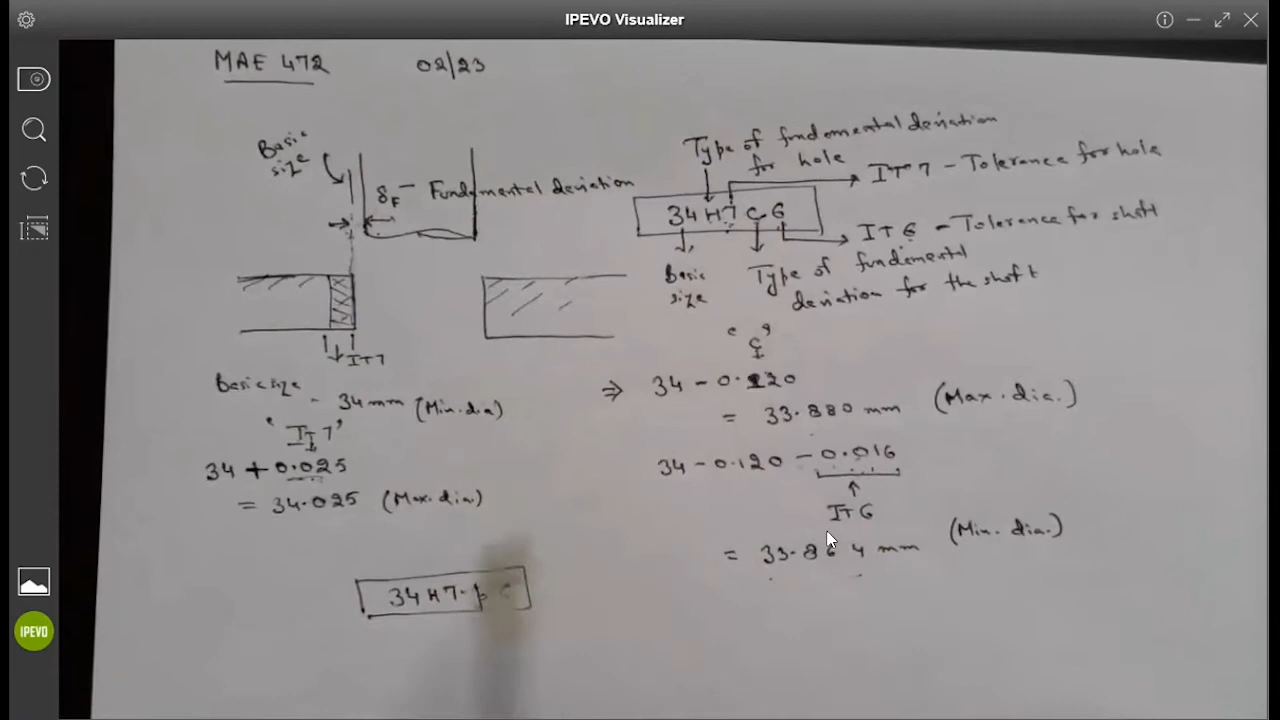 IPEVO Visualizer
MAE 472 02/23
Basic
size
δF - Fundamental deviation
IT7
Basic size
- 34 mm (Min. dia)
"IT7"
34 + 0.025
= 34.025 (Max. dia.)
34 H7
Type of fundamental deviation
for hole
IT7 - Tolerance for hole
34 H7 C 6
IT6 - Tolerance for shaft
Basic
size
Type of fundimental
deviation for the shaft
"C"
⇒ 34 - 0.120
= 33.880 mm (Max. dia.)
34 - 0.120 - 0.016
IT6
= 33.864 mm (Min. dia.)
IPEVO